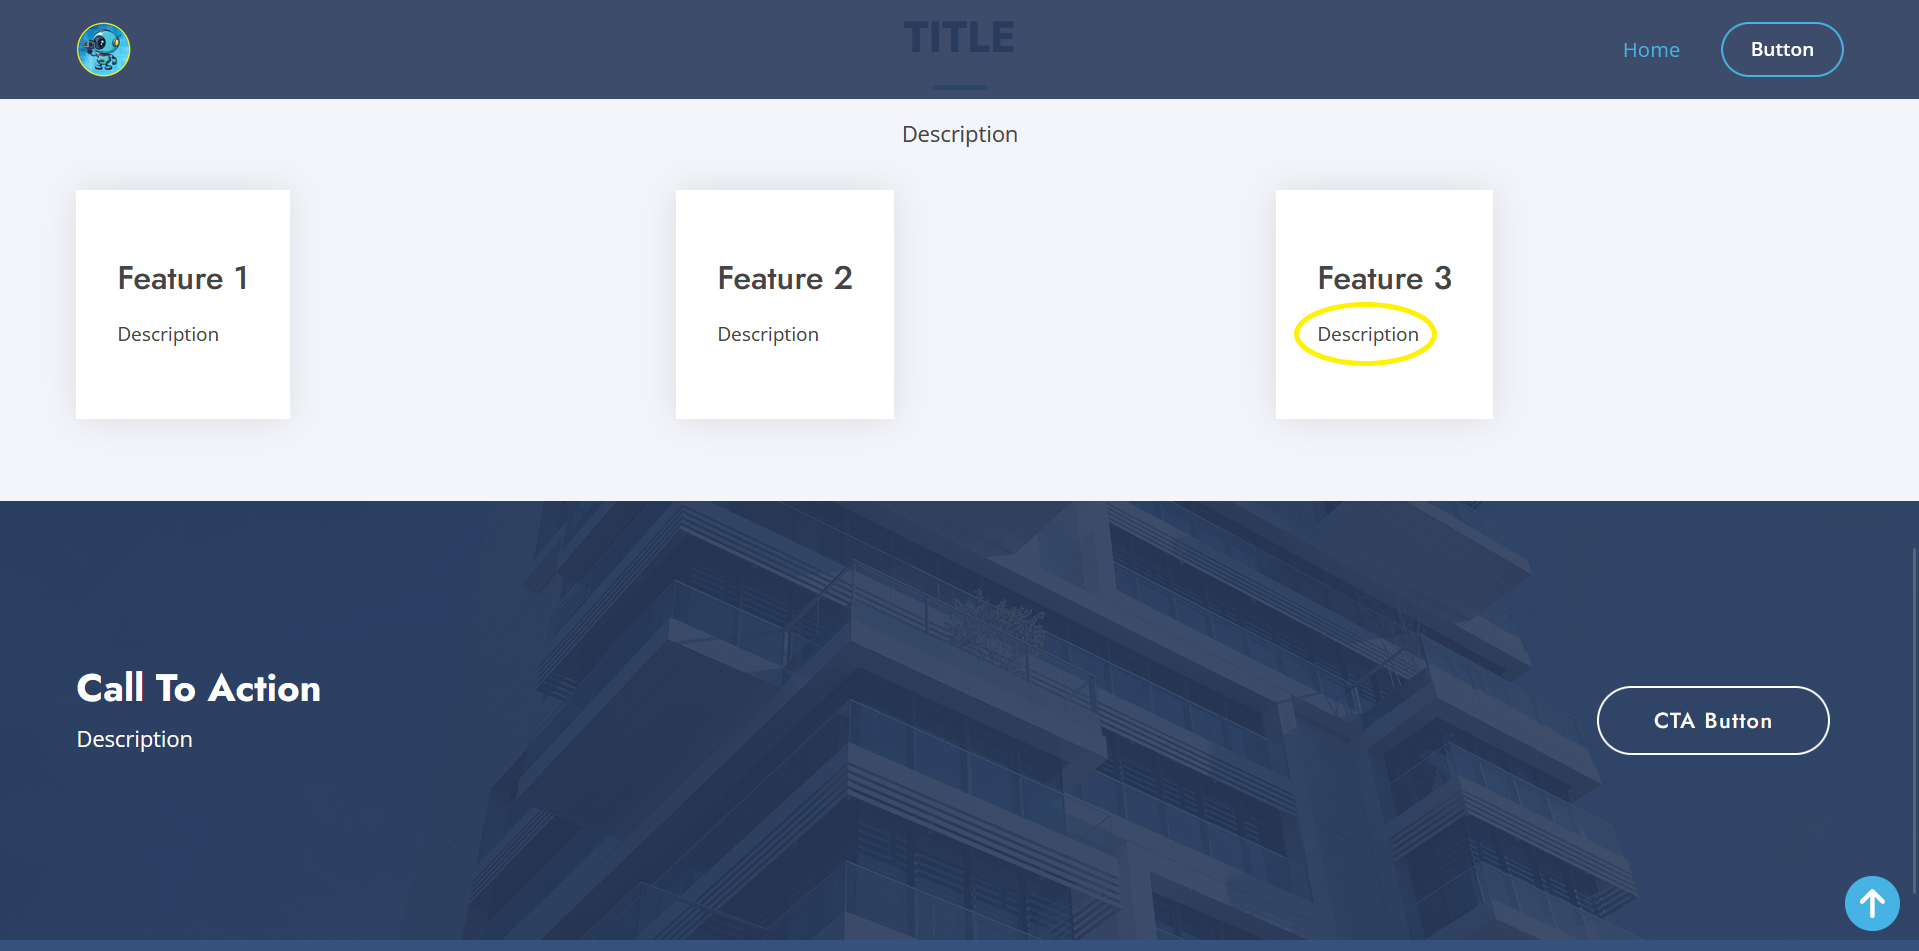 TITLE
Home
Button
Description
Feature 1
Description
Feature 2
Description
Feature 3
Description
Call To Action
Description
CTA Button